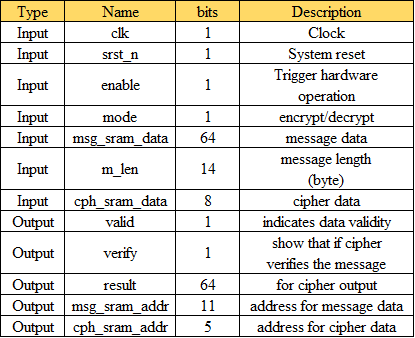 Type Name bits Description
Input clk 1 Clock
Input srst_n 1 System reset
Input enable 1 Trigger hardware
operation
Input mode 1 encrypt/decrypt
Input msg_sram_data 64 message data
Input m_len 14 message length
(byte)
Input cph_sram_data 8 cipher data
Output valid 1 indicates data validity
Output verify 1 show that if cipher
verifies the message
Output result 64 for cipher output
Output msg_sram_addr 11 address for message data
Output cph_sram_addr 5 address for cipher data